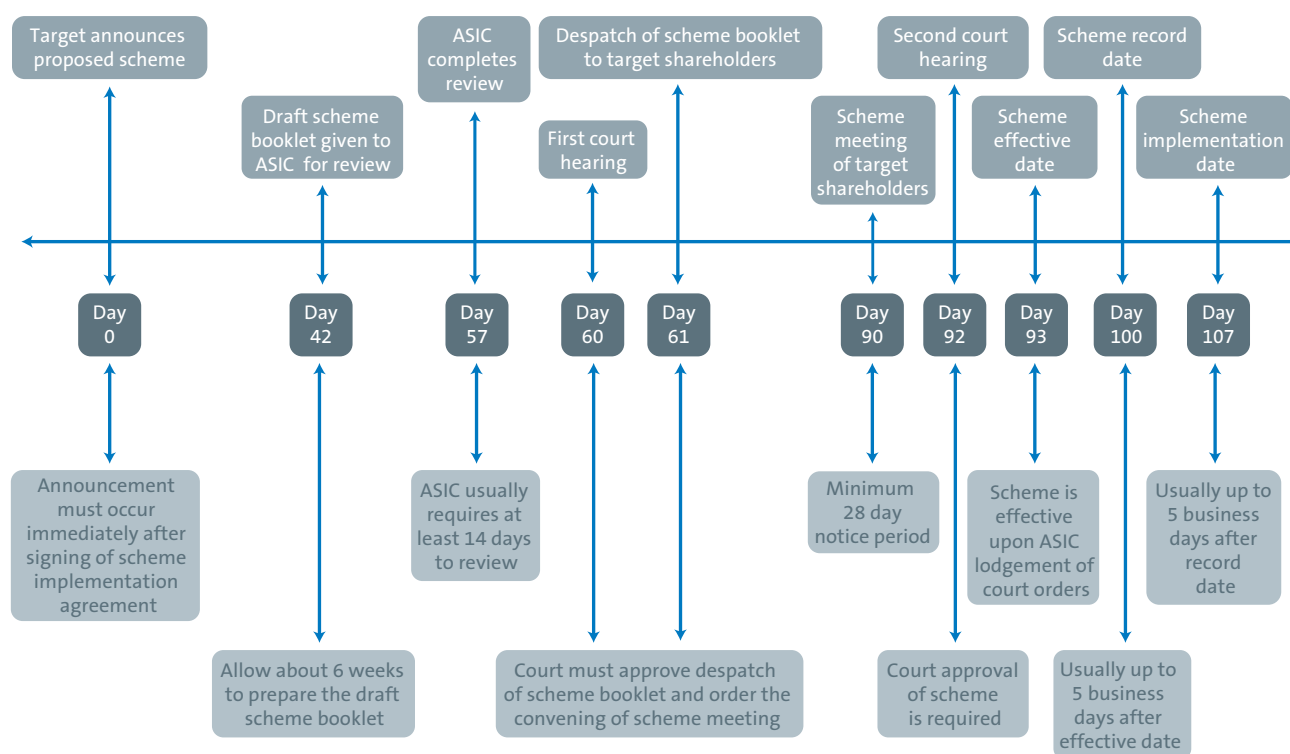 Target announces
proposed scheme
Draft scheme
booklet given to
ASIC for review
ASIC
completes
review
First court
hearing
Despatch of scheme booklet
to target shareholders
Scheme
meeting
of target
shareholders
Second court
hearing
Scheme
effective
date
Scheme record
date
Scheme
implementation
date
Day
0
Day
42
Day
57
Day
60
Day
61
Day
90
Day
92
Day
93
Day
100
Day
107
Announcement
must occur
immediately after
signing of scheme
implementation
agreement
Allow about 6 weeks
to prepare the draft
scheme booklet
ASIC usually
requires at
least 14 days
to review
Court must approve despatch
of scheme booklet and order the
convening of scheme meeting
Minimum
28 day
notice period
Court approval
of scheme
is required
Scheme is
effective
upon ASIC
lodgement of
court orders
Usually up to
5 business
days after
effective date
Usually up to
5 business
days after
record
date